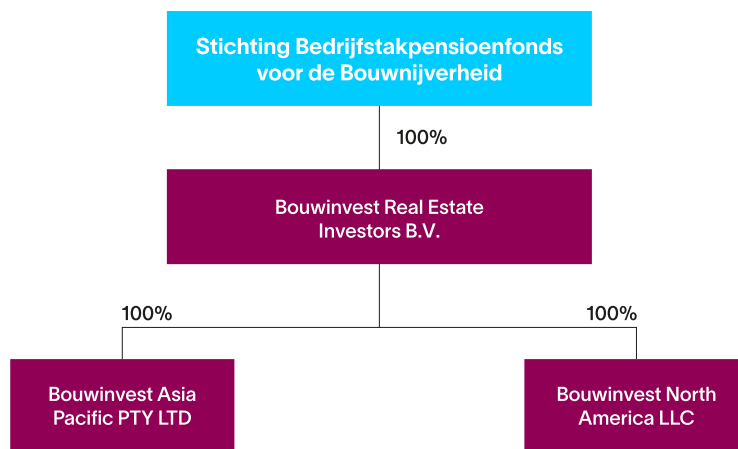 Stichting Bedrijfstakpensioenfonds
voor de Bouwnijverheid
100%
Bouwinvest Real Estate
Investors B.V.
100%
100%
Bouwinvest Asia
Pacific PTY LTD
Bouwinvest North
America LLC